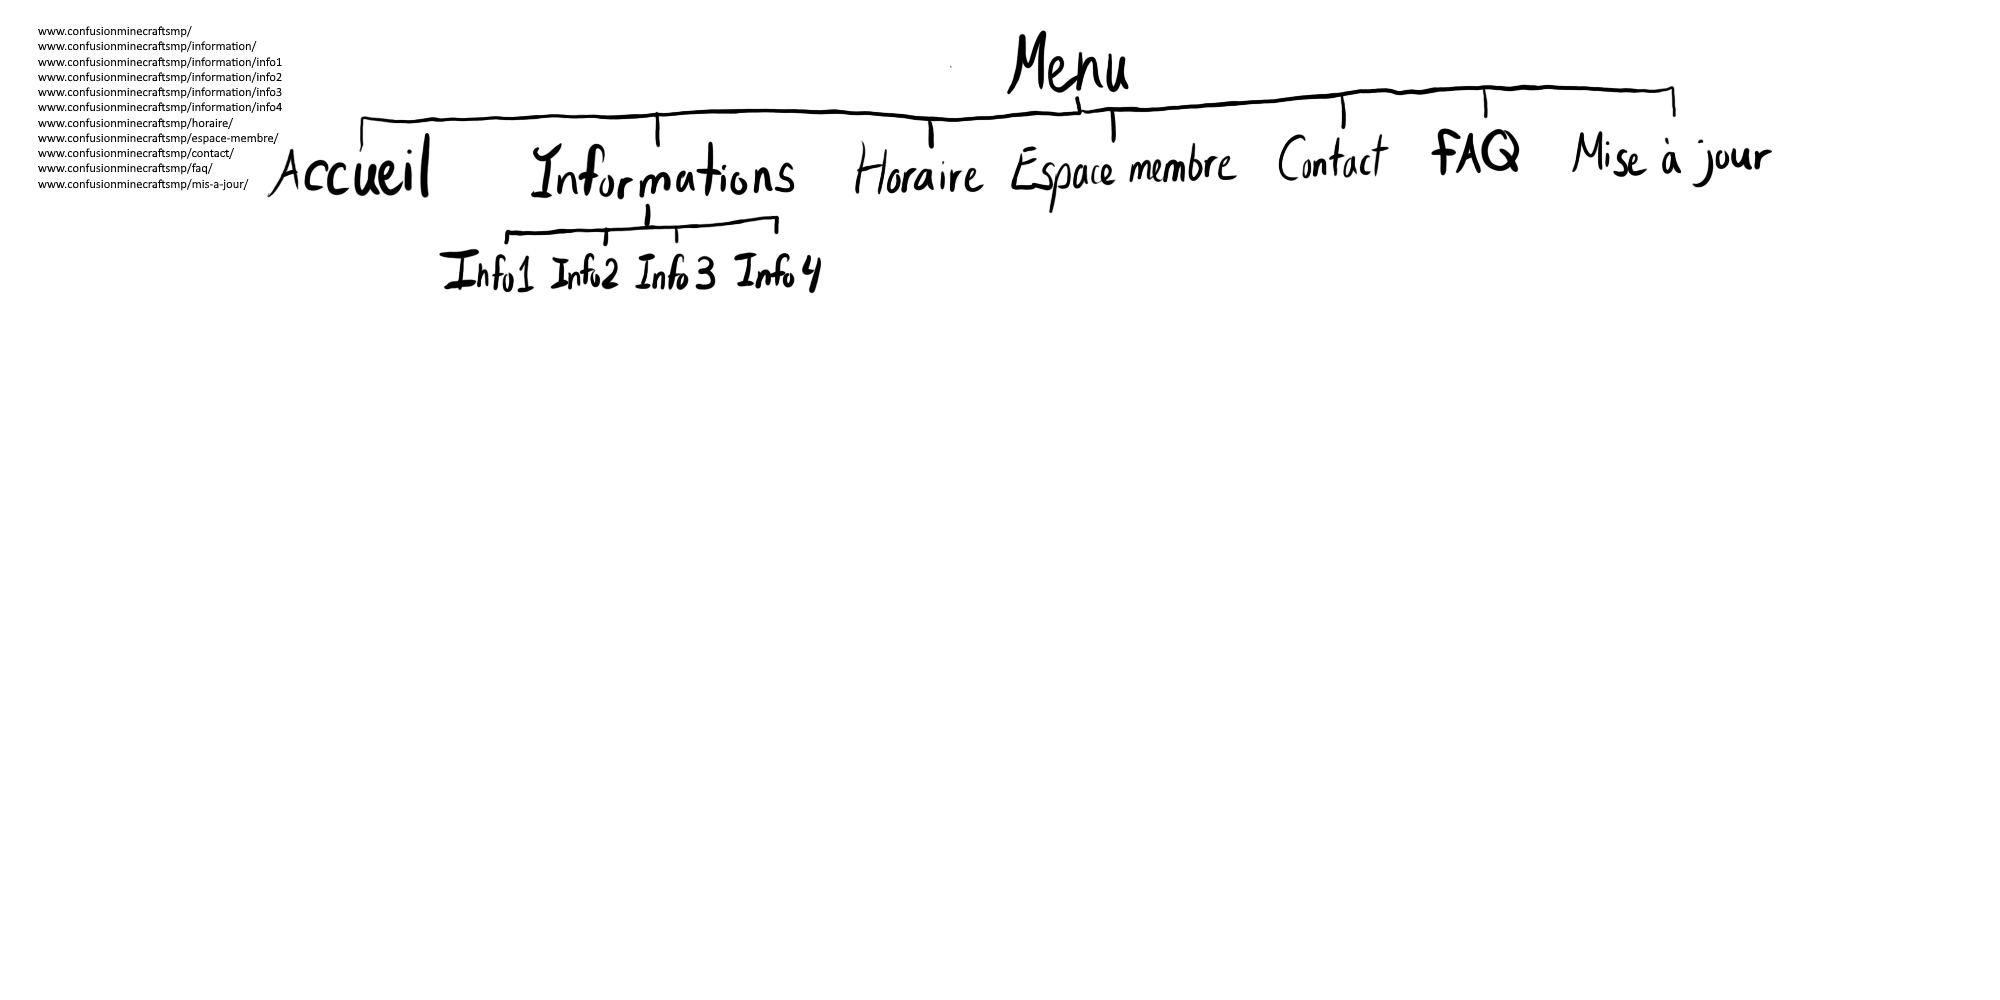 www.confusionminecraftsmp/
www.confusionminecraftsmp/information/
www.confusionminecraftsmp/information/info1
www.confusionminecraftsmp/information/info2
www.confusionminecraftsmp/information/info3
www.confusionminecraftsmp/information/info4
www.confusionminecraftsmp/horaire/
www.confusionminecraftsmp/espace-membre/
www.confusionminecraftsmp/contact/
www.confusionminecraftsmp/faq/
www.confusionminecraftsmp/mis-a-jour/
Menu
Accueil Informations Horaire Espace membre Contact FAQ Mise à jour
Info1 Info2 Info3 Info4